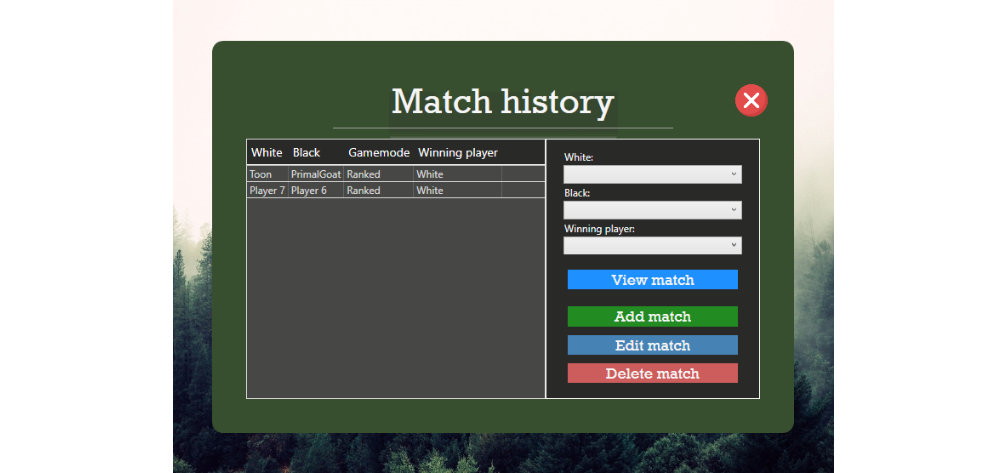 Match history
White Black Gamemode Winning player
Toon PrimalGoat Ranked White
Player 7 Player 6 Ranked White
White:
Black:
Winning player:
View match
Add match
Edit match
Delete match